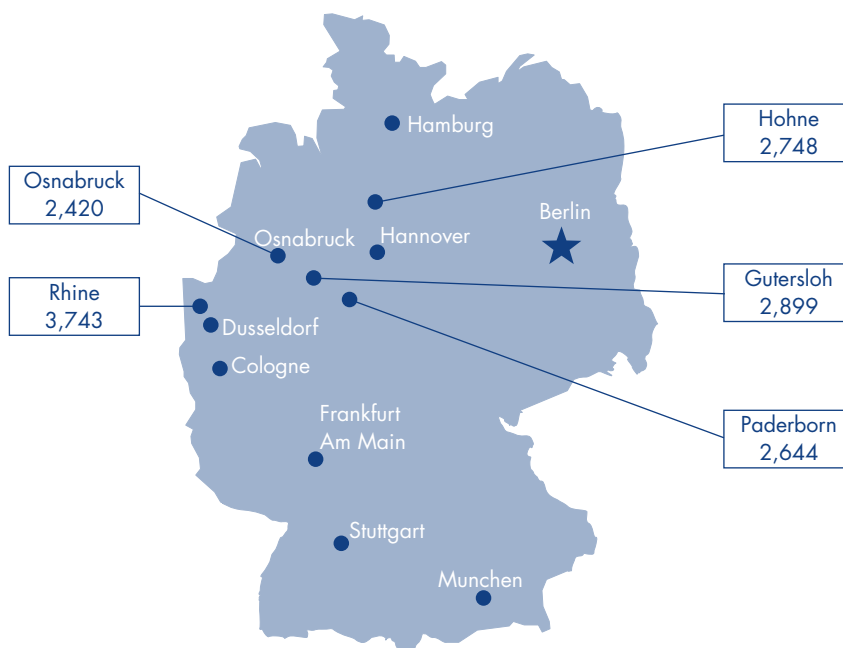 Hamburg
Hohne
2,748
Osnabruck
2,420
Berlin
Osnabruck
Hannover
Gutersloh
2,899
Rhine
3,743
Dusseldorf
Cologne
Frankfurt
Am Main
Paderborn
2,644
Stuttgart
Munchen